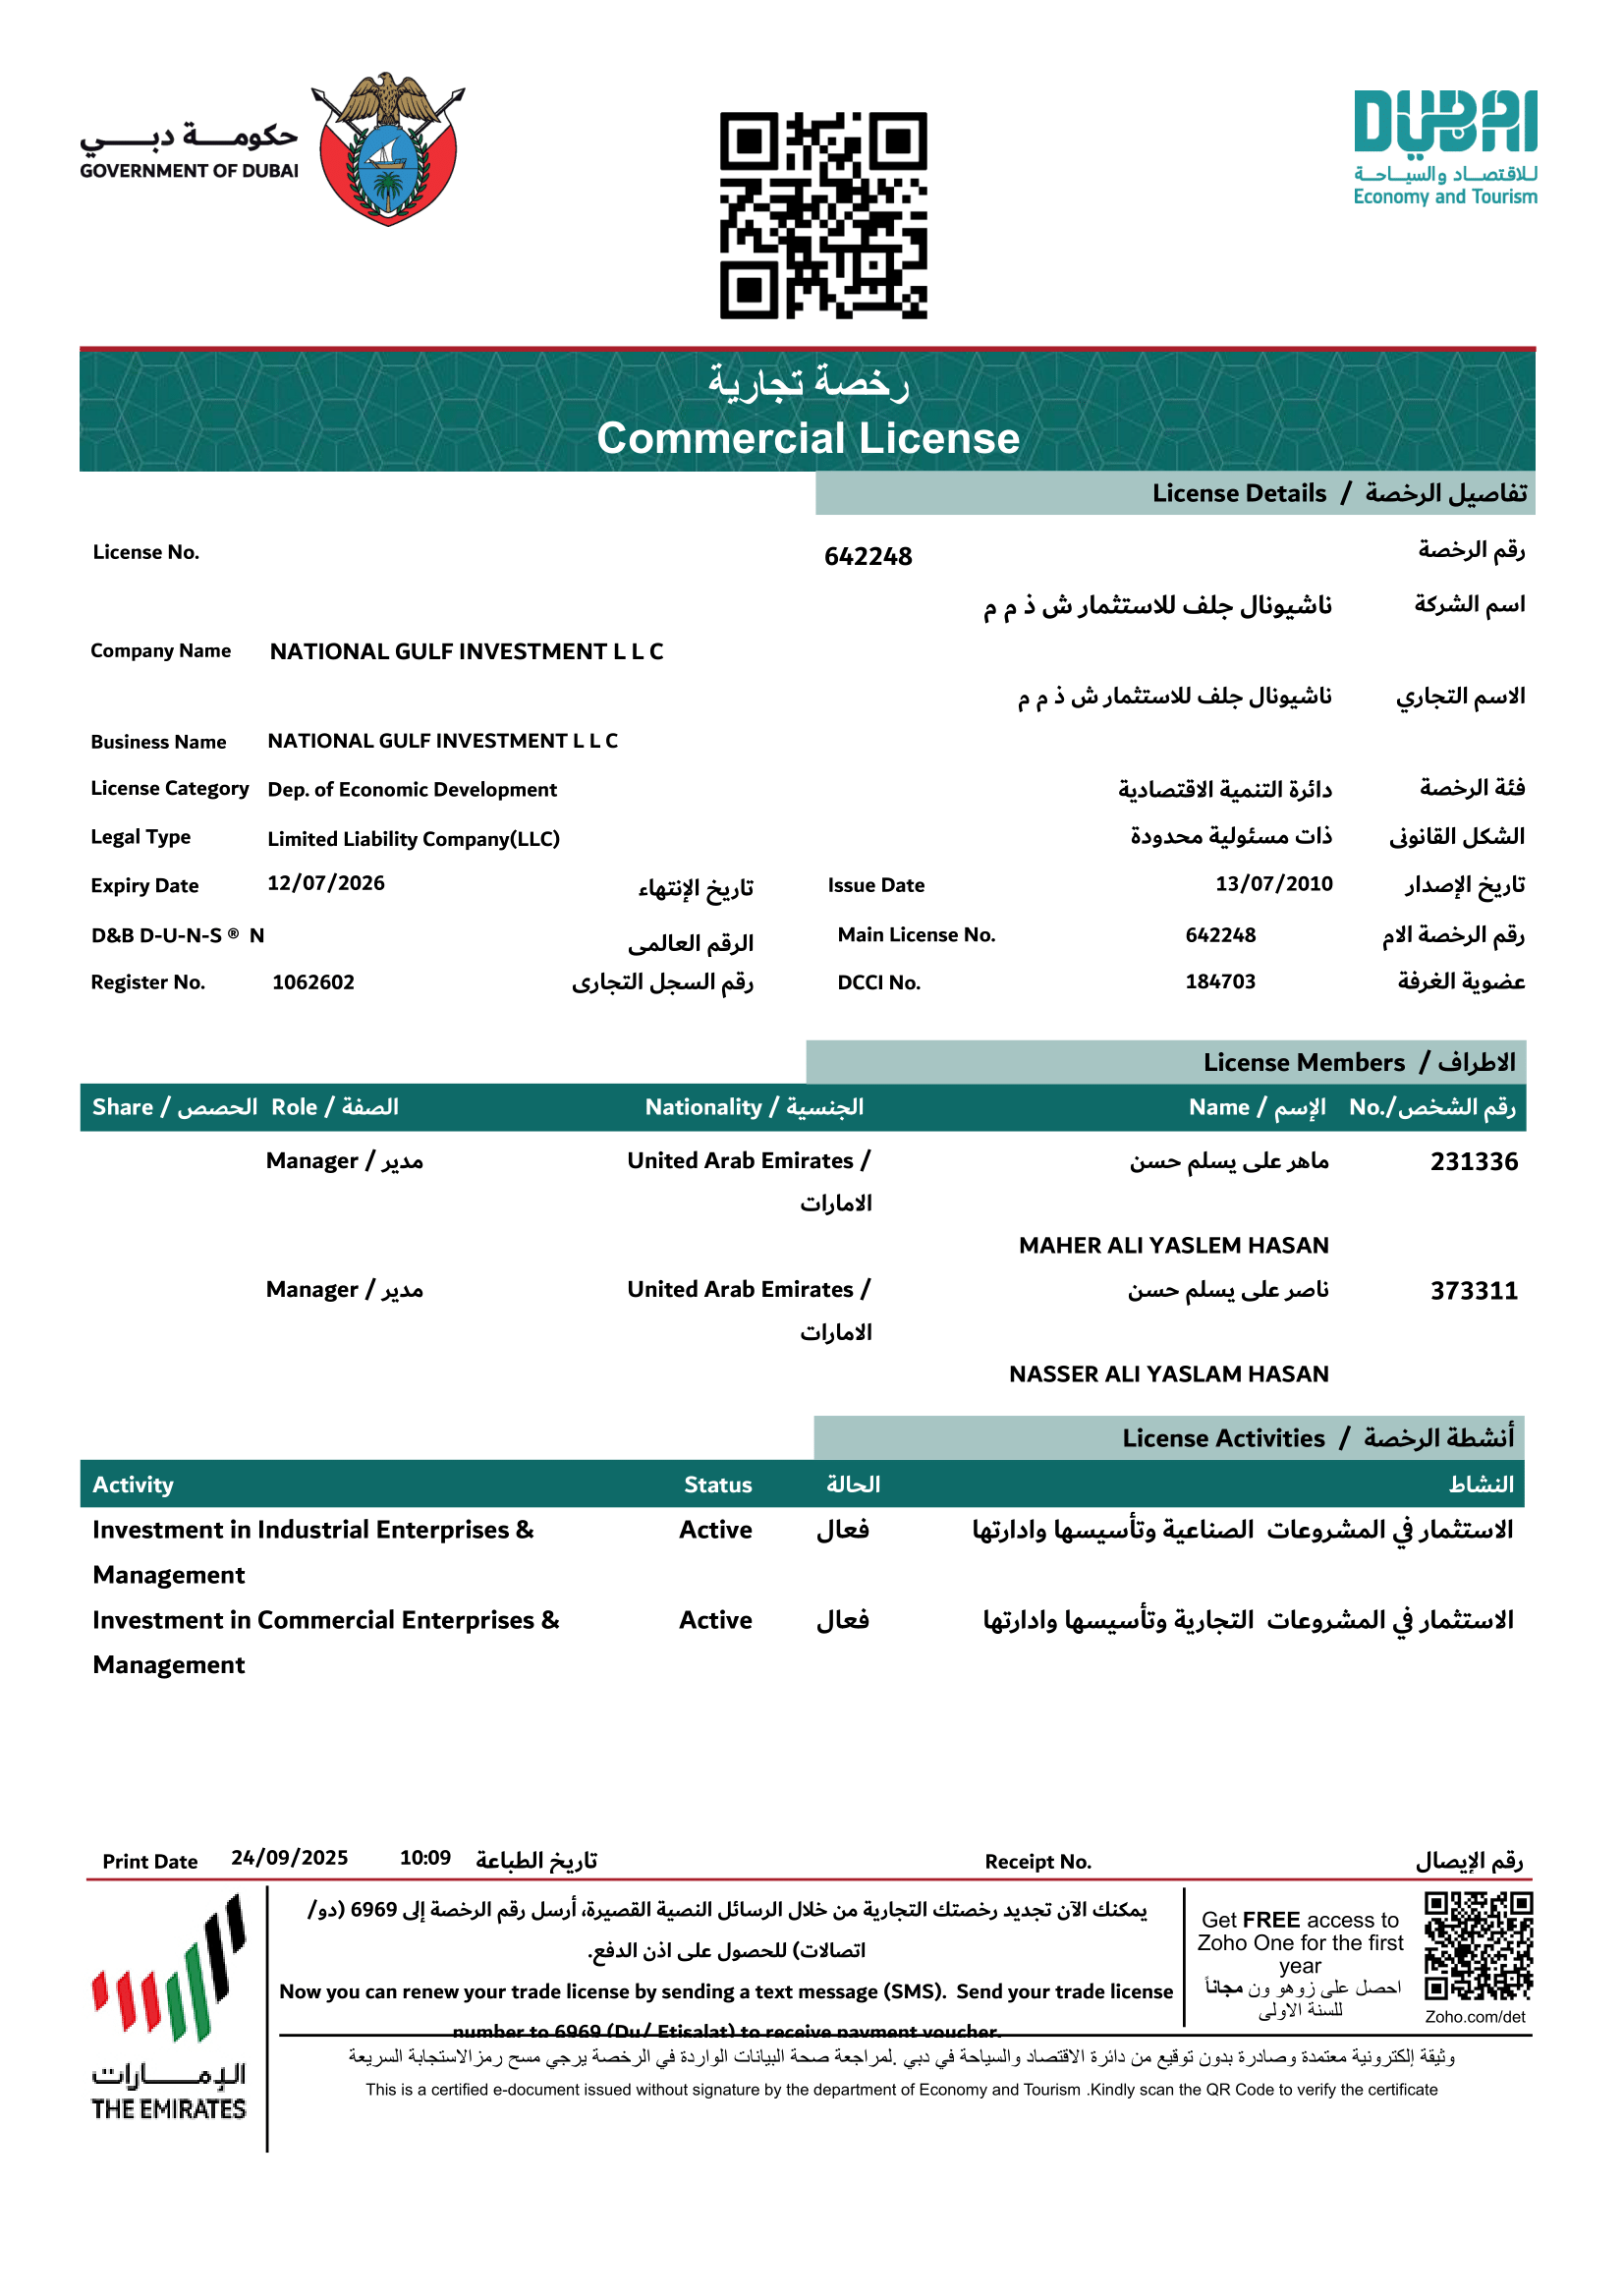 حكومة دبي
GOVERNMENT OF DUBAI
DUBAI
للاقتصاد والسياحة
Economy and Tourism
رخصة تجارية
Commercial License
License Details / تفاصيل الرخصة
License No. 642248 رقم الرخصة
ناشيونال جلف للاستثمار ش ذ م م اسم الشركة
Company Name NATIONAL GULF INVESTMENT L L C
ناشيونال جلف للاستثمار ش ذ م م الاسم التجاري
Business Name NATIONAL GULF INVESTMENT L L C
License Category Dep. of Economic Development دائرة التنمية الاقتصادية فئة الرخصة
Legal Type Limited Liability Company(LLC) ذات مسئولية محدودة الشكل القانونى
Expiry Date 12/07/2026 تاريخ الإنتهاء Issue Date 13/07/2010 تاريخ الإصدار
D&B D-U-N-S ® N الرقم العالمى Main License No. 642248 رقم الرخصة الام
Register No. 1062602 رقم السجل التجارى DCCI No. 184703 عضوية الغرفة
License Members / الاطراف
Share / الحصص Role / الصفة Nationality / الجنسية Name / الإسم No./رقم الشخص
Manager / مدير United Arab Emirates / ماهر على يسلم حسن 231336
الامارات
MAHER ALI YASLEM HASAN
Manager / مدير United Arab Emirates / ناصر على يسلم حسن 373311
الامارات
NASSER ALI YASLAM HASAN
License Activities / أنشطة الرخصة
Activity Status الحالة النشاط
Investment in Industrial Enterprises & Active فعال الاستثمار في المشروعات الصناعية وتأسيسها وادارتها
Management
Investment in Commercial Enterprises & Active فعال الاستثمار في المشروعات التجارية وتأسيسها وادارتها
Management
Print Date 24/09/2025 10:09 تاريخ الطباعة Receipt No. رقم الإيصال
يمكنك الآن تجديد رخصتك التجارية من خلال الرسائل النصية القصيرة، أرسل رقم الرخصة إلى 6969 (دو/
اتصالات) للحصول على اذن الدفع.
Now you can renew your trade license by sending a text message (SMS). Send your trade license
number to 6969 (Du/ Etisalat) to receive payment voucher.
Get FREE access to
Zoho One for the first
year
احصل على زوهو ون مجاناً
للسنة الاولى
Zoho.com/det
وثيقة إلكترونية معتمدة وصادرة بدون توقيع من دائرة الاقتصاد والسياحة في دبي .لمراجعة صحة البيانات الواردة في الرخصة يرجي مسح رمزالاستجابة السريعة
This is a certified e-document issued without signature by the department of Economy and Tourism .Kindly scan the QR Code to verify the certificate
الإمارات
THE EMIRATES